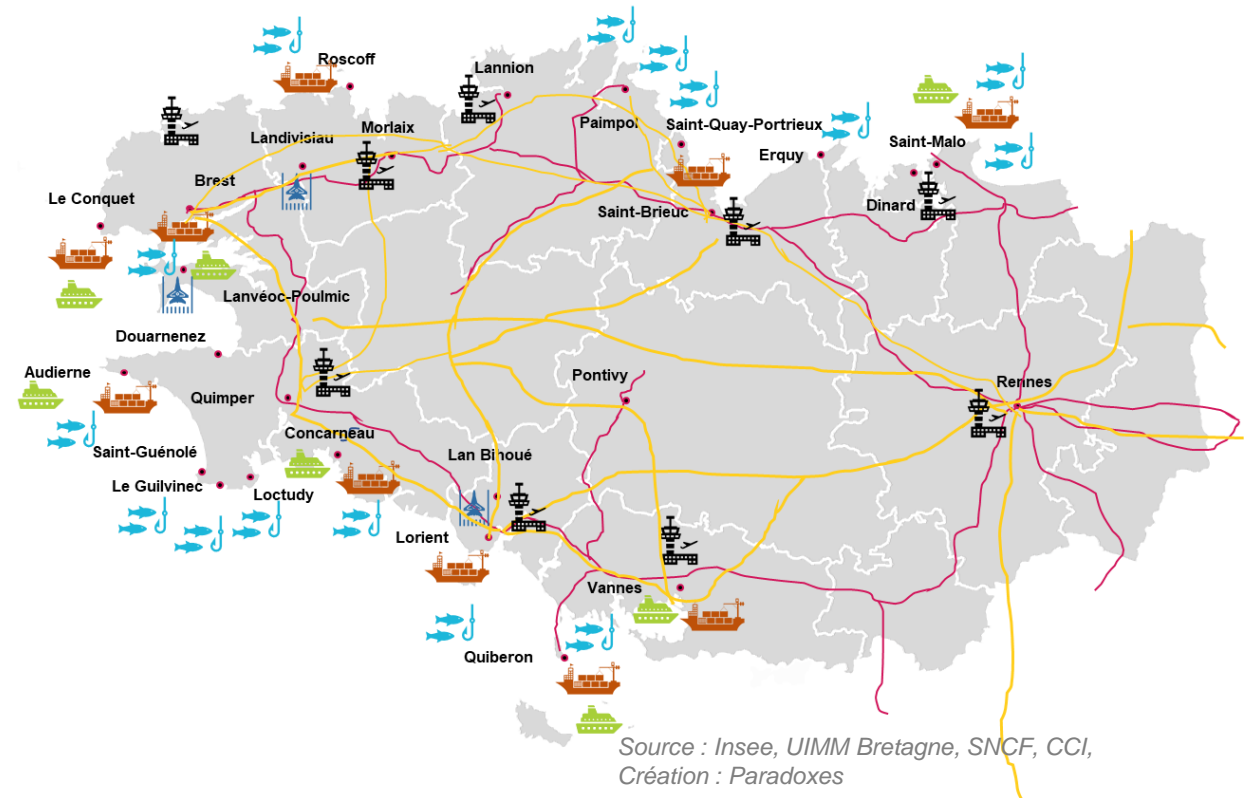 Roscoff
Lannion
Landivisiau
Morlaix
Paimpol
Saint-Quay-Portrieux
Erquy
Saint-Malo
Le Conquet
Brest
Saint-Brieuc
Dinard
Lanvéoc-Poulmic
Douarnenez
Audierne
Quimper
Pontivy
Rennes
Concarneau
Saint-Guénolé
Lan Bihoué
Le Guilvinec
Loctudy
Lorient
Vannes
Quiberon
Source : Insee, UIMM Bretagne, SNCF, CCI,
Création : Paradoxes